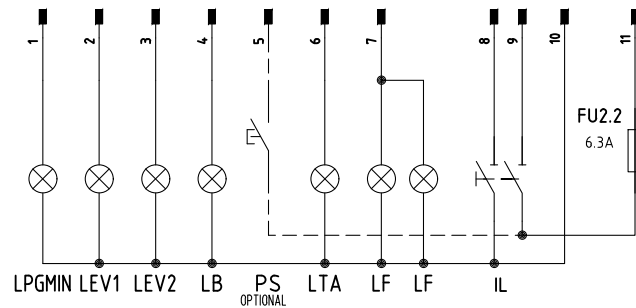 1 2 3 4 5 6 7 8 9 10 11
FU2.2
6.3A
LPGMIN LEV1 LEV2 LB PS LTA LF LF IL
OPTIONAL